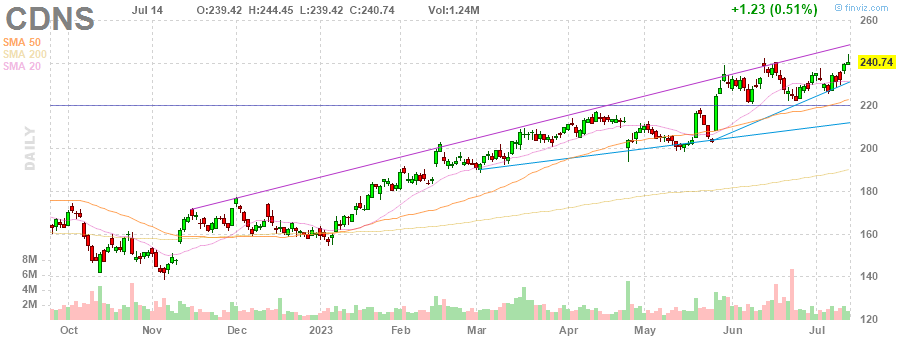 CDNS Jul 14 O:239.42 H:244.45 L:239.42 C:240.74 Vol:1.24M +1.23 (0.51%) @ finviz.com
SMA 50
SMA 200
SMA 20
DAILY
260
240.74
220
200
180
160
140
120
8M
6M
4M
2M
Oct Nov Dec 2023 Feb Mar Apr May Jun Jul